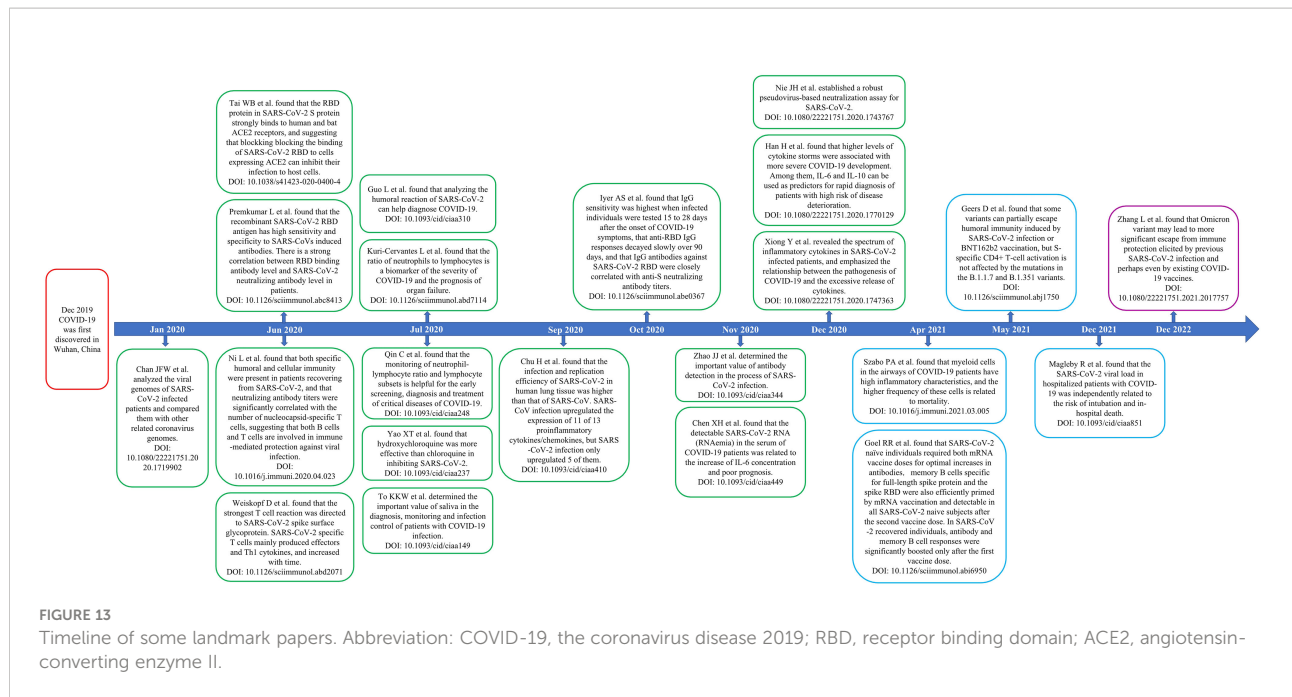 Tai WB et al. found that the RBD
protein in SARS-CoV-2 S protein
strongly binds to human and bat
ACE2 receptors, and suggesting
that blockking blocking the binding
of SARS-CoV-2 RBD to cells
expressing ACE2 can inhibit their
infection to host cells.
DOI: 10.1038/s41423-020-0400-4
Premkumar L et al. found that the
recombinant SARS-CoV-2 RBD
antigen has high sensitivity and
specificity to SARS-CoVs induced
antibodies. There is a strong
correlation between RBD binding
antibody level and SARS-CoV-2
neutralizing antibody level in
patients.
DOI: 10.1126/sciimmunol.abc8413
Guo L et al. found that analyzing the
humoral reaction of SARS-CoV-2
can help diagnose COVID-19.
DOI: 10.1093/cid/ciaa310
Kuri-Cervantes L et al. found that the
ratio of neutrophils to lymphocytes is
a biomarker of the severity of
COVID-19 and the prognosis of
organ failure.
DOI: 10.1126/sciimmunol.abd7114
Iyer AS et al. found that IgG
sensitivity was highest when infected
individuals were tested 15 to 28 days
after the onset of COVID-19
symptoms, that anti-RBD IgG
responses decayed slowly over 90
days, and that IgG antibodies against
SARS-CoV-2 RBD were closely
correlated with anti-S neutralizing
antibody titers.
DOI: 10.1126/sciimmunol.abe0367
Nie JH et al. established a robust
pseudovirus-based neutralization assay for
SARS-CoV-2.
DOI: 10.1080/22221751.2020.1743767
Han H et al. found that higher levels of
cytokine storms were associated with
more severe COVID-19 development.
Among them, IL-6 and IL-10 can be
used as predictors for rapid diagnosis of
patients with high risk of disease
deterioration.
DOI: 10.1080/22221751.2020.1770129
Xiong Y et al. revealed the spectrum of
inflammatory cytokines in SARS-CoV-2
infected patients, and emphasized the
relationship between the pathogenesis of
COVID-19 and the excessive release of
cytokines.
DOI: 10.1080/22221751.2020.1747363
Geers D et al. found that some
variants can partially escape
humoral immunity induced by
SARS-CoV-2 infection or
BNT162b2 vaccination, but S-
specific CD4+ T-cell activation is
not affected by the mutations in
the B.1.1.7 and B.1.351 variants.
DOI:
10.1126/sciimmunol.abj1750
Zhang L et al. found that Omicron
variant may lead to more
significant escape from immune
protection elicited by previous
SARS-CoV-2 infection and
perhaps even by existing COVID-
19 vaccines.
DOI:
10.1080/22221751.2021.2017757
Dec 2019
COVID-19
was first
discovered in
Wuhan, China
Jan 2020
Jun 2020
Jul 2020
Sep 2020
Oct 2020
Nov 2020
Dec 2020
Apr 2021
May 2021
Dec 2021
Dec 2022
Chan JFW et al.
analyzed the viral
genomes of SARS-
CoV-2 infected
patients and compared
them with other
related coronavirus
genomes.
DOI:
10.1080/22221751.20
20.1719902
Ni L et al. found that both specific
humoral and cellular immunity
were present in patients recovering
from SARS-CoV-2, and that
neutralizing antibody titers were
significantly correlated with the
number of nucleocapsid-specific T
cells, suggesting that both B cells
and T cells are involved in immune
-mediated protection against viral
infection.
DOI:
10.1016/j.immuni.2020.04.023
Weiskopf D et al. found that the
strongest T cell reaction was directed
to SARS-CoV-2 spike surface
glycoprotein. SARS-CoV-2 specific
T cells mainly produced effectors
and Th1 cytokines, and increased
with time.
DOI: 10.1126/sciimmunol.abd2071
Qin C et al. found that the
monitoring of neutrophil-
lymphocyte ratio and lymphocyte
subsets is helpful for the early
screening, diagnosis and treatment
of critical diseases of COVID-19.
DOI: 10.1093/cid/ciaa248
Yao XT et al. found that
hydroxychloroquine was more
effective than chloroquine in
inhibiting SARS-CoV-2.
DOI: 10.1093/cid/ciaa237
To KKW et al. determined the
important value of saliva in the
diagnosis, monitoring and infection
control of patients with COVID-19
infection.
DOI: 10.1093/cid/ciaa149
Chu H et al. found that the
infection and replication
efficiency of SARS-CoV-2 in
human lung tissue was higher
than that of SARS-CoV. SARS-
CoV infection upregulated the
expression of 11 of 13
proinflammatory
cytokines/chemokines, but SARS
-CoV-2 infection only
upregulated 5 of them.
DOI: 10.1093/cid/ciaa410
Zhao JJ et al. determined the
important value of antibody
detection in the process of SARS-
CoV-2 infection.
DOI: 10.1093/cid/ciaa344
Chen XH et al. found that the
detectable SARS-CoV-2 RNA
(RNAemia) in the serum of
COVID-19 patients was related to
the increase of IL-6 concentration
and poor prognosis.
DOI: 10.1093/cid/ciaa449
Szabo PA et al. found that myeloid cells
in the airways of COVID-19 patients have
high inflammatory characteristics, and the
higher frequency of these cells is related
to mortality.
DOI: 10.1016/j.immuni.2021.03.005
Goel RR et al. found that SARS-CoV-2
naïve individuals required both mRNA
vaccine doses for optimal increases in
antibodies, memory B cells specific
for full-length spike protein and
the spike RBD were also efficiently primed
by mRNA vaccination and detectable in
all SARS-CoV-2 naive subjects after the
second vaccine dose. In SARS-CoV
-2 recovered individuals, antibody and
memory B cell responses were
significantly boosted only after the first
vaccine dose.
DOI: 10.1126/sciimmunol.abi6950
Magleby R et al. found that the
SARS-CoV-2 viral load in
hospitalized patients with COVID-
19 was independently related to
the risk of intubation and in-
hospital death.
DOI: 10.1093/cid/ciaa851
FIGURE 13
Timeline of some landmark papers. Abbreviation: COVID-19, the coronavirus disease 2019; RBD, receptor binding domain; ACE2, angiotensin-
converting enzyme II.